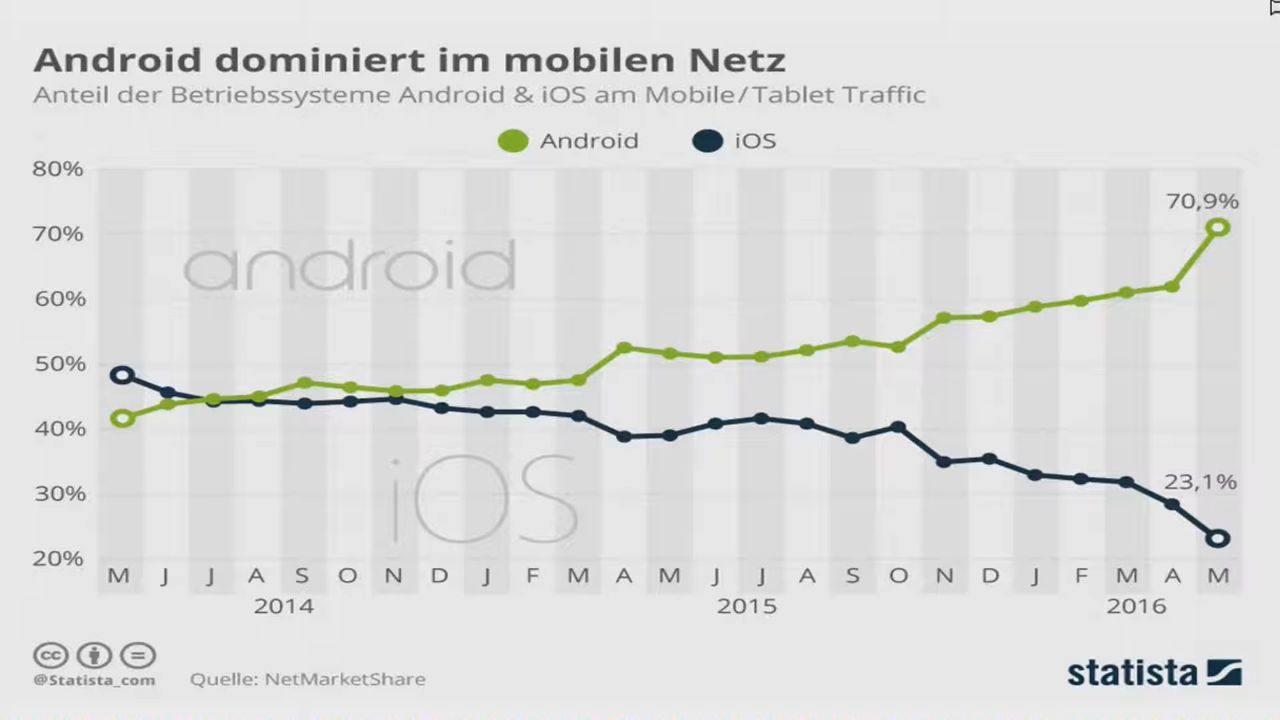 Android dominiert im mobilen Netz
Anteil der Betriebssysteme Android & iOS am Mobile/Tablet Traffic
Android iOS
80%
70,9%
70%
android
60%
50%
40%
iOS
23,1%
30%
20%
M J J A S O N D J F M A M J J A S O N D J F M A M
2014 2015 2016
cc
@Statista_com
Quelle: NetMarketShare
statista